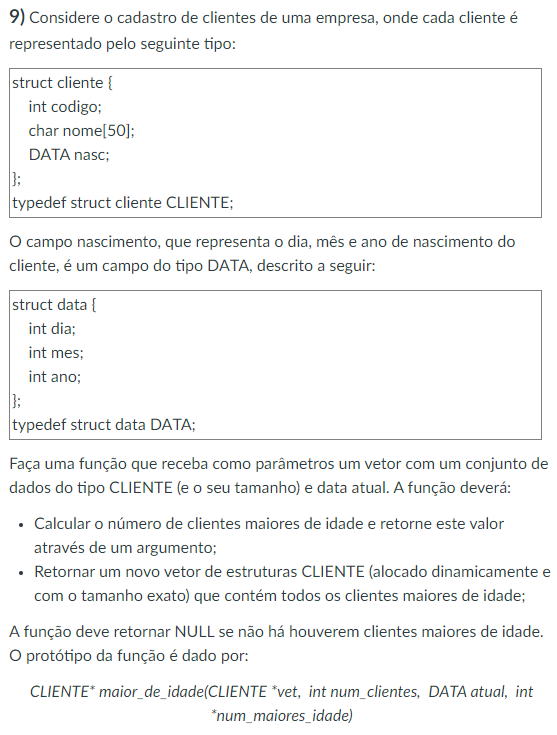 9) Considere o cadastro de clientes de uma empresa, onde cada cliente é
representado pelo seguinte tipo:
struct cliente {
int codigo;
char nome[50];
DATA nasc;
};
typedef struct cliente CLIENTE;
O campo nascimento, que representa o dia, mês e ano de nascimento do
cliente, é um campo do tipo DATA, descrito a seguir:
struct data {
int dia;
int mes;
int ano;
};
typedef struct data DATA;
Faça uma função que receba como parâmetros um vetor com um conjunto de
dados do tipo CLIENTE (e o seu tamanho) e data atual. A função deverá:
• Calcular o número de clientes maiores de idade e retorne este valor
através de um argumento;
• Retornar um novo vetor de estruturas CLIENTE (alocado dinamicamente e
com o tamanho exato) que contém todos os clientes maiores de idade;
A função deve retornar NULL se não há houverem clientes maiores de idade.
O protótipo da função é dado por:
CLIENTE* maior_de_idade(CLIENTE *vet, int num_clientes, DATA atual, int
*num_maiores_idade)